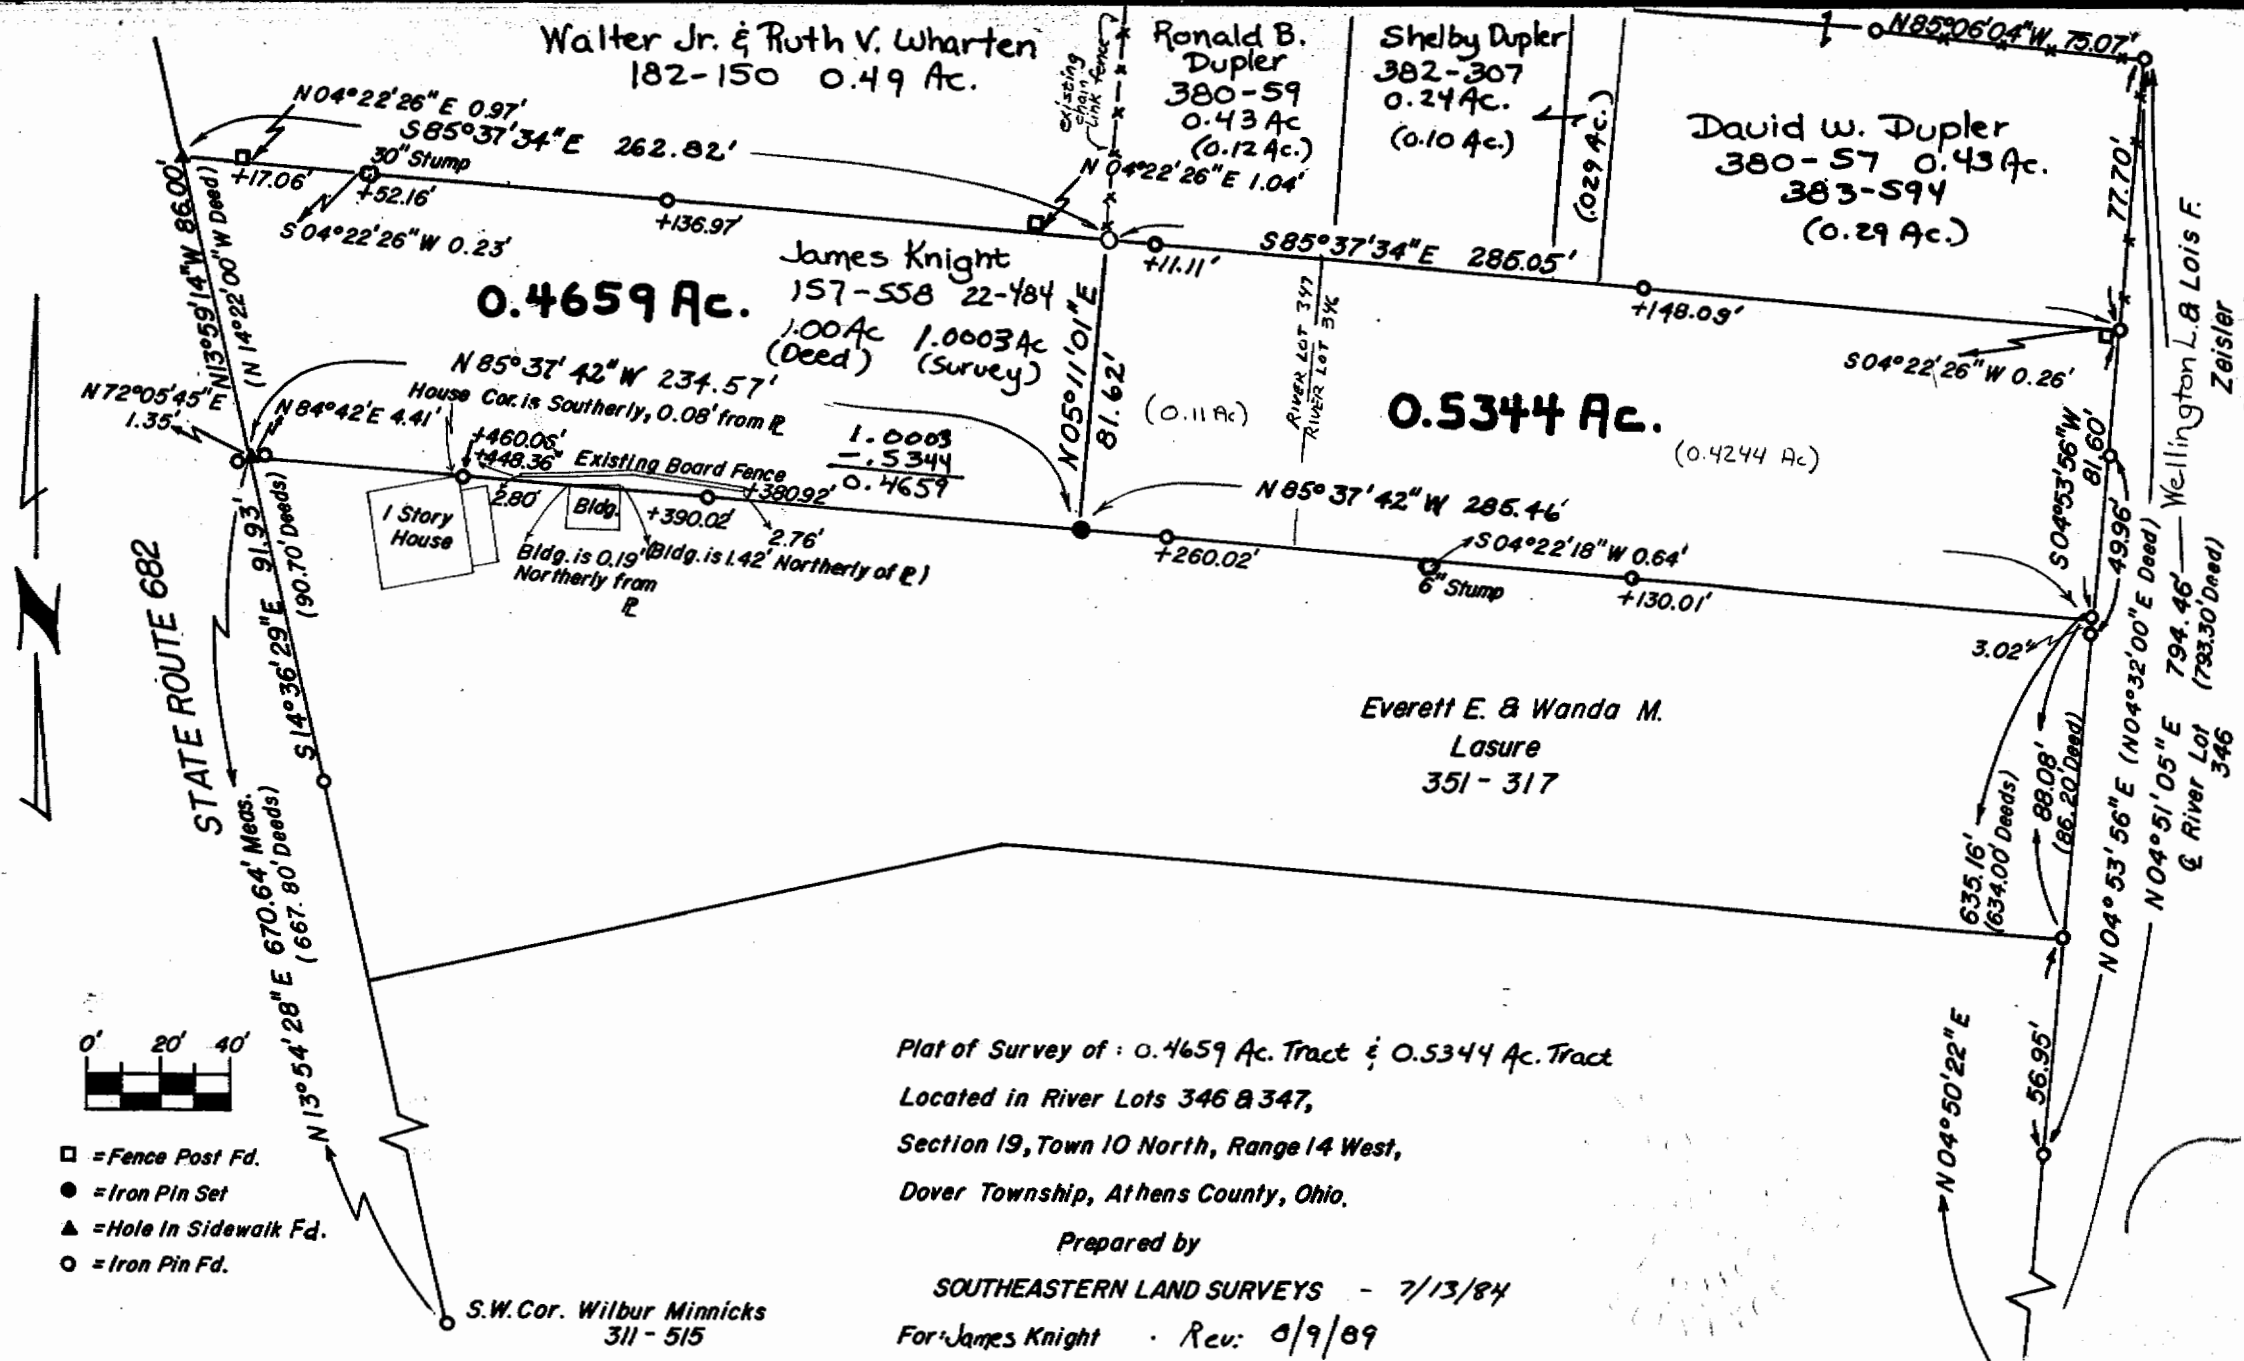 Walter Jr. & Ruth V. Wharten
182-150 0.49 Ac.
existing
chain
link fence
Ronald B.
Dupler
380-59
0.43 Ac
(0.12 Ac.)
Shelby Dupler
382-307
0.24 Ac.
(0.10 Ac.)
(.029 Ac.)
N85°06'04"W 75.07'
David W. Dupler
380-57 0.43 Ac.
383-594
(0.29 Ac.)
77.70'
Wellington L. & Lois F.
Zeisler
N04°22'26"E 0.97'
S85°37'34"E 262.82'
30" Stump
+17.06'
+52.16'
S04°22'26"W 0.23'
+136.97'
N 04°22'26"E 1.04'
+11.11'
S85°37'34"E 285.05'
+148.09'
S04°22'26"W 0.26'
N13°59'14"W 86.00'
(N 14°22'00"W Deed)
0.4659 Ac.
James Knight
157-558 22-484
1.00 Ac 1.0003 Ac
(Deed) (Survey)
N05°11'01"E
81.62'
(0.11 Ac)
RIVER LOT 347
RIVER LOT 346
0.5344 Ac.
(0.4244 Ac)
S04°53'56"W
81.60'
49.96'
N72°05'45"E
1.35'
N84°42'E 4.41'
N 85°37'42"W 234.57'
House Cor. is Southerly, 0.08' from PL
+460.06'
+448.36"
Existing Board Fence
1.0003
-.5344
0.4659
2.80'
+380.92'
+390.02'
2.76'
1 Story
House
Bldg.
Bldg. is 0.19'
Northerly from
PL
(Bldg. is 1.42' Northerly of PL)
N85°37'42"W 285.46'
+260.02'
S04°22'18"W 0.64'
6" Stump
+130.01'
3.02'
STATE ROUTE 682
S14°36'29"E 91.93'
(90.70' Deeds)
N13°54'28"E 670.64' Meas.
(667.80' Deeds)
Everett E. & Wanda M.
Lasure
351-317
635.16'
(634.00' Deeds)
88.08'
(86.20' Deed)
N04°53'56"E (N04°32'00"E Deed)
N04°51'05"E 794.46'
(793.30' Deed)
℄ River Lot
346
N04°50'22"E
56.95'
0' 20' 40'
N
=Fence Post Fd.
=Iron Pin Set
=Hole In Sidewalk Fd.
=Iron Pin Fd.
S.W. Cor. Wilbur Minnicks
311-515
Plat of Survey of: 0.4659 Ac. Tract & 0.5344 Ac. Tract
Located in River Lots 346 & 347,
Section 19, Town 10 North, Range 14 West,
Dover Township, Athens County, Ohio.
Prepared by
SOUTHEASTERN LAND SURVEYS - 7/13/84
For: James Knight . Rev: 8/9/89